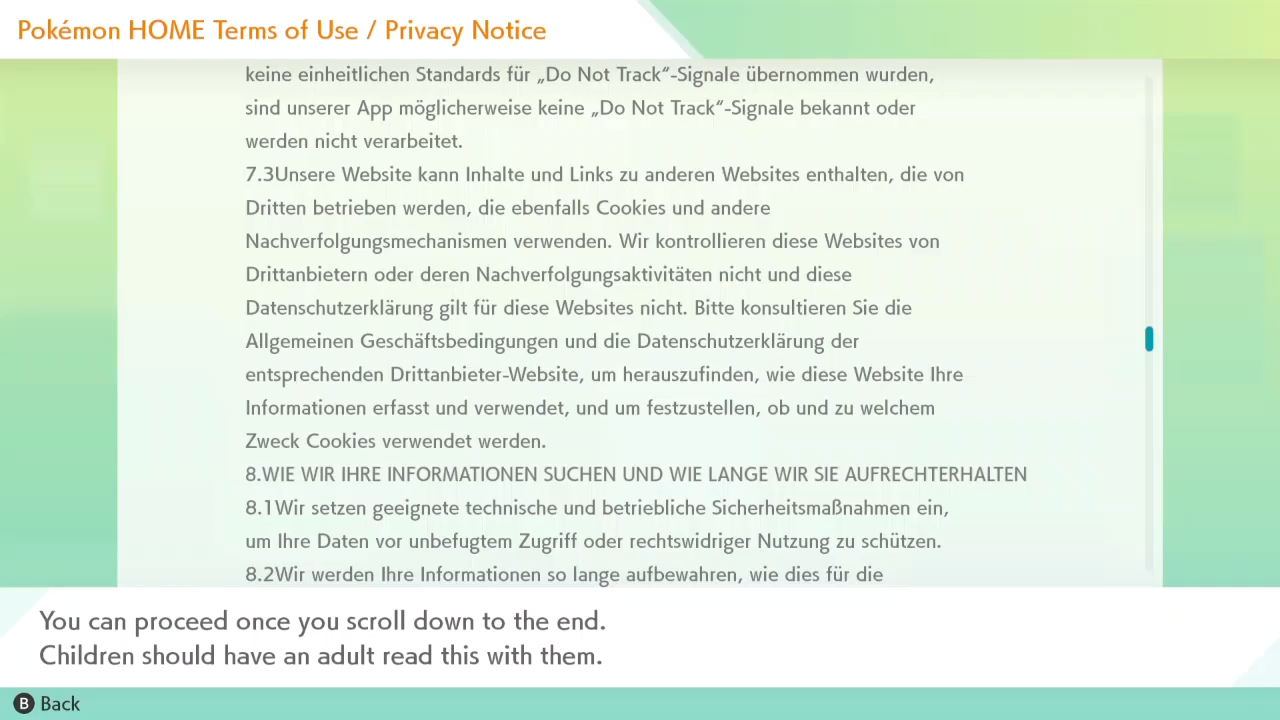 Pokémon HOME Terms of Use / Privacy Notice
keine einheitlichen Standards für „Do Not Track“-Signale übernommen wurden,
sind unserer App möglicherweise keine „Do Not Track“-Signale bekannt oder
werden nicht verarbeitet.
7.3Unsere Website kann Inhalte und Links zu anderen Websites enthalten, die von
Dritten betrieben werden, die ebenfalls Cookies und andere
Nachverfolgungsmechanismen verwenden. Wir kontrollieren diese Websites von
Drittanbietern oder deren Nachverfolgungsaktivitäten nicht und diese
Datenschutzerklärung gilt für diese Websites nicht. Bitte konsultieren Sie die
Allgemeinen Geschäftsbedingungen und die Datenschutzerklärung der
entsprechenden Drittanbieter-Website, um herauszufinden, wie diese Website Ihre
Informationen erfasst und verwendet, und um festzustellen, ob und zu welchem
Zweck Cookies verwendet werden.
8.WIE WIR IHRE INFORMATIONEN SUCHEN UND WIE LANGE WIR SIE AUFRECHTERHALTEN
8.1Wir setzen geeignete technische und betriebliche Sicherheitsmaßnahmen ein,
um Ihre Daten vor unbefugtem Zugriff oder rechtswidriger Nutzung zu schützen.
8.2Wir werden Ihre Informationen so lange aufbewahren, wie dies für die
You can proceed once you scroll down to the end.
Children should have an adult read this with them.
B Back